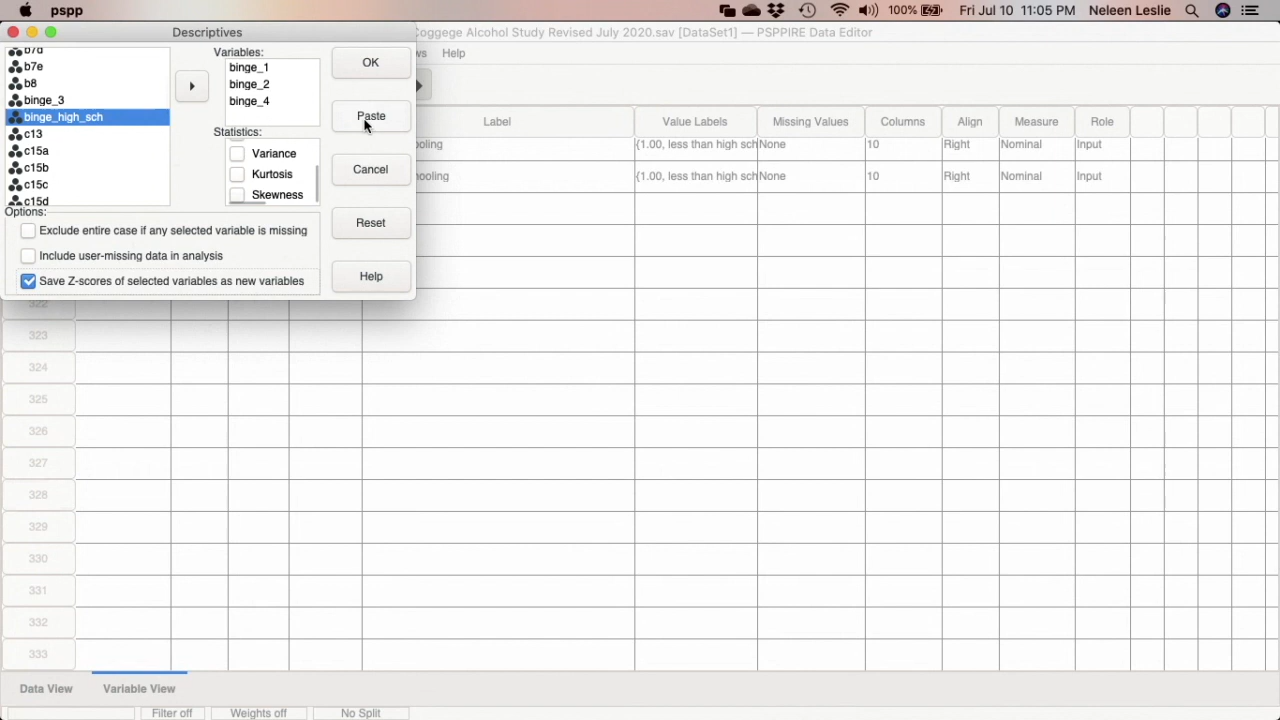 pspp
100%
Fri Jul 10 11:05 PM Neleen Leslie
Descriptives
Coggege Alcohol Study Revised July 2020.sav [DataSet1] — PSPPIRE Data Editor
ws Help
b7d
b7e
b8
binge_3
binge_high_sch
c13
c15a
c15b
c15c
c15d
Variables:
binge_1
binge_2
binge_4
Statistics:
Variance
Kurtosis
Skewness
OK
Paste
Cancel
Reset
Help
Options:
Exclude entire case if any selected variable is missing
Include user-missing data in analysis
Save Z-scores of selected variables as new variables
Label Value Labels Missing Values Columns Align Measure Role
ooling {1.00, less than high sch None 10 Right Nominal Input
hooling {1.00, less than high sch None 10 Right Nominal Input
322
323
324
325
326
327
328
329
330
331
332
333
Data View Variable View
Filter off Weights off No Split